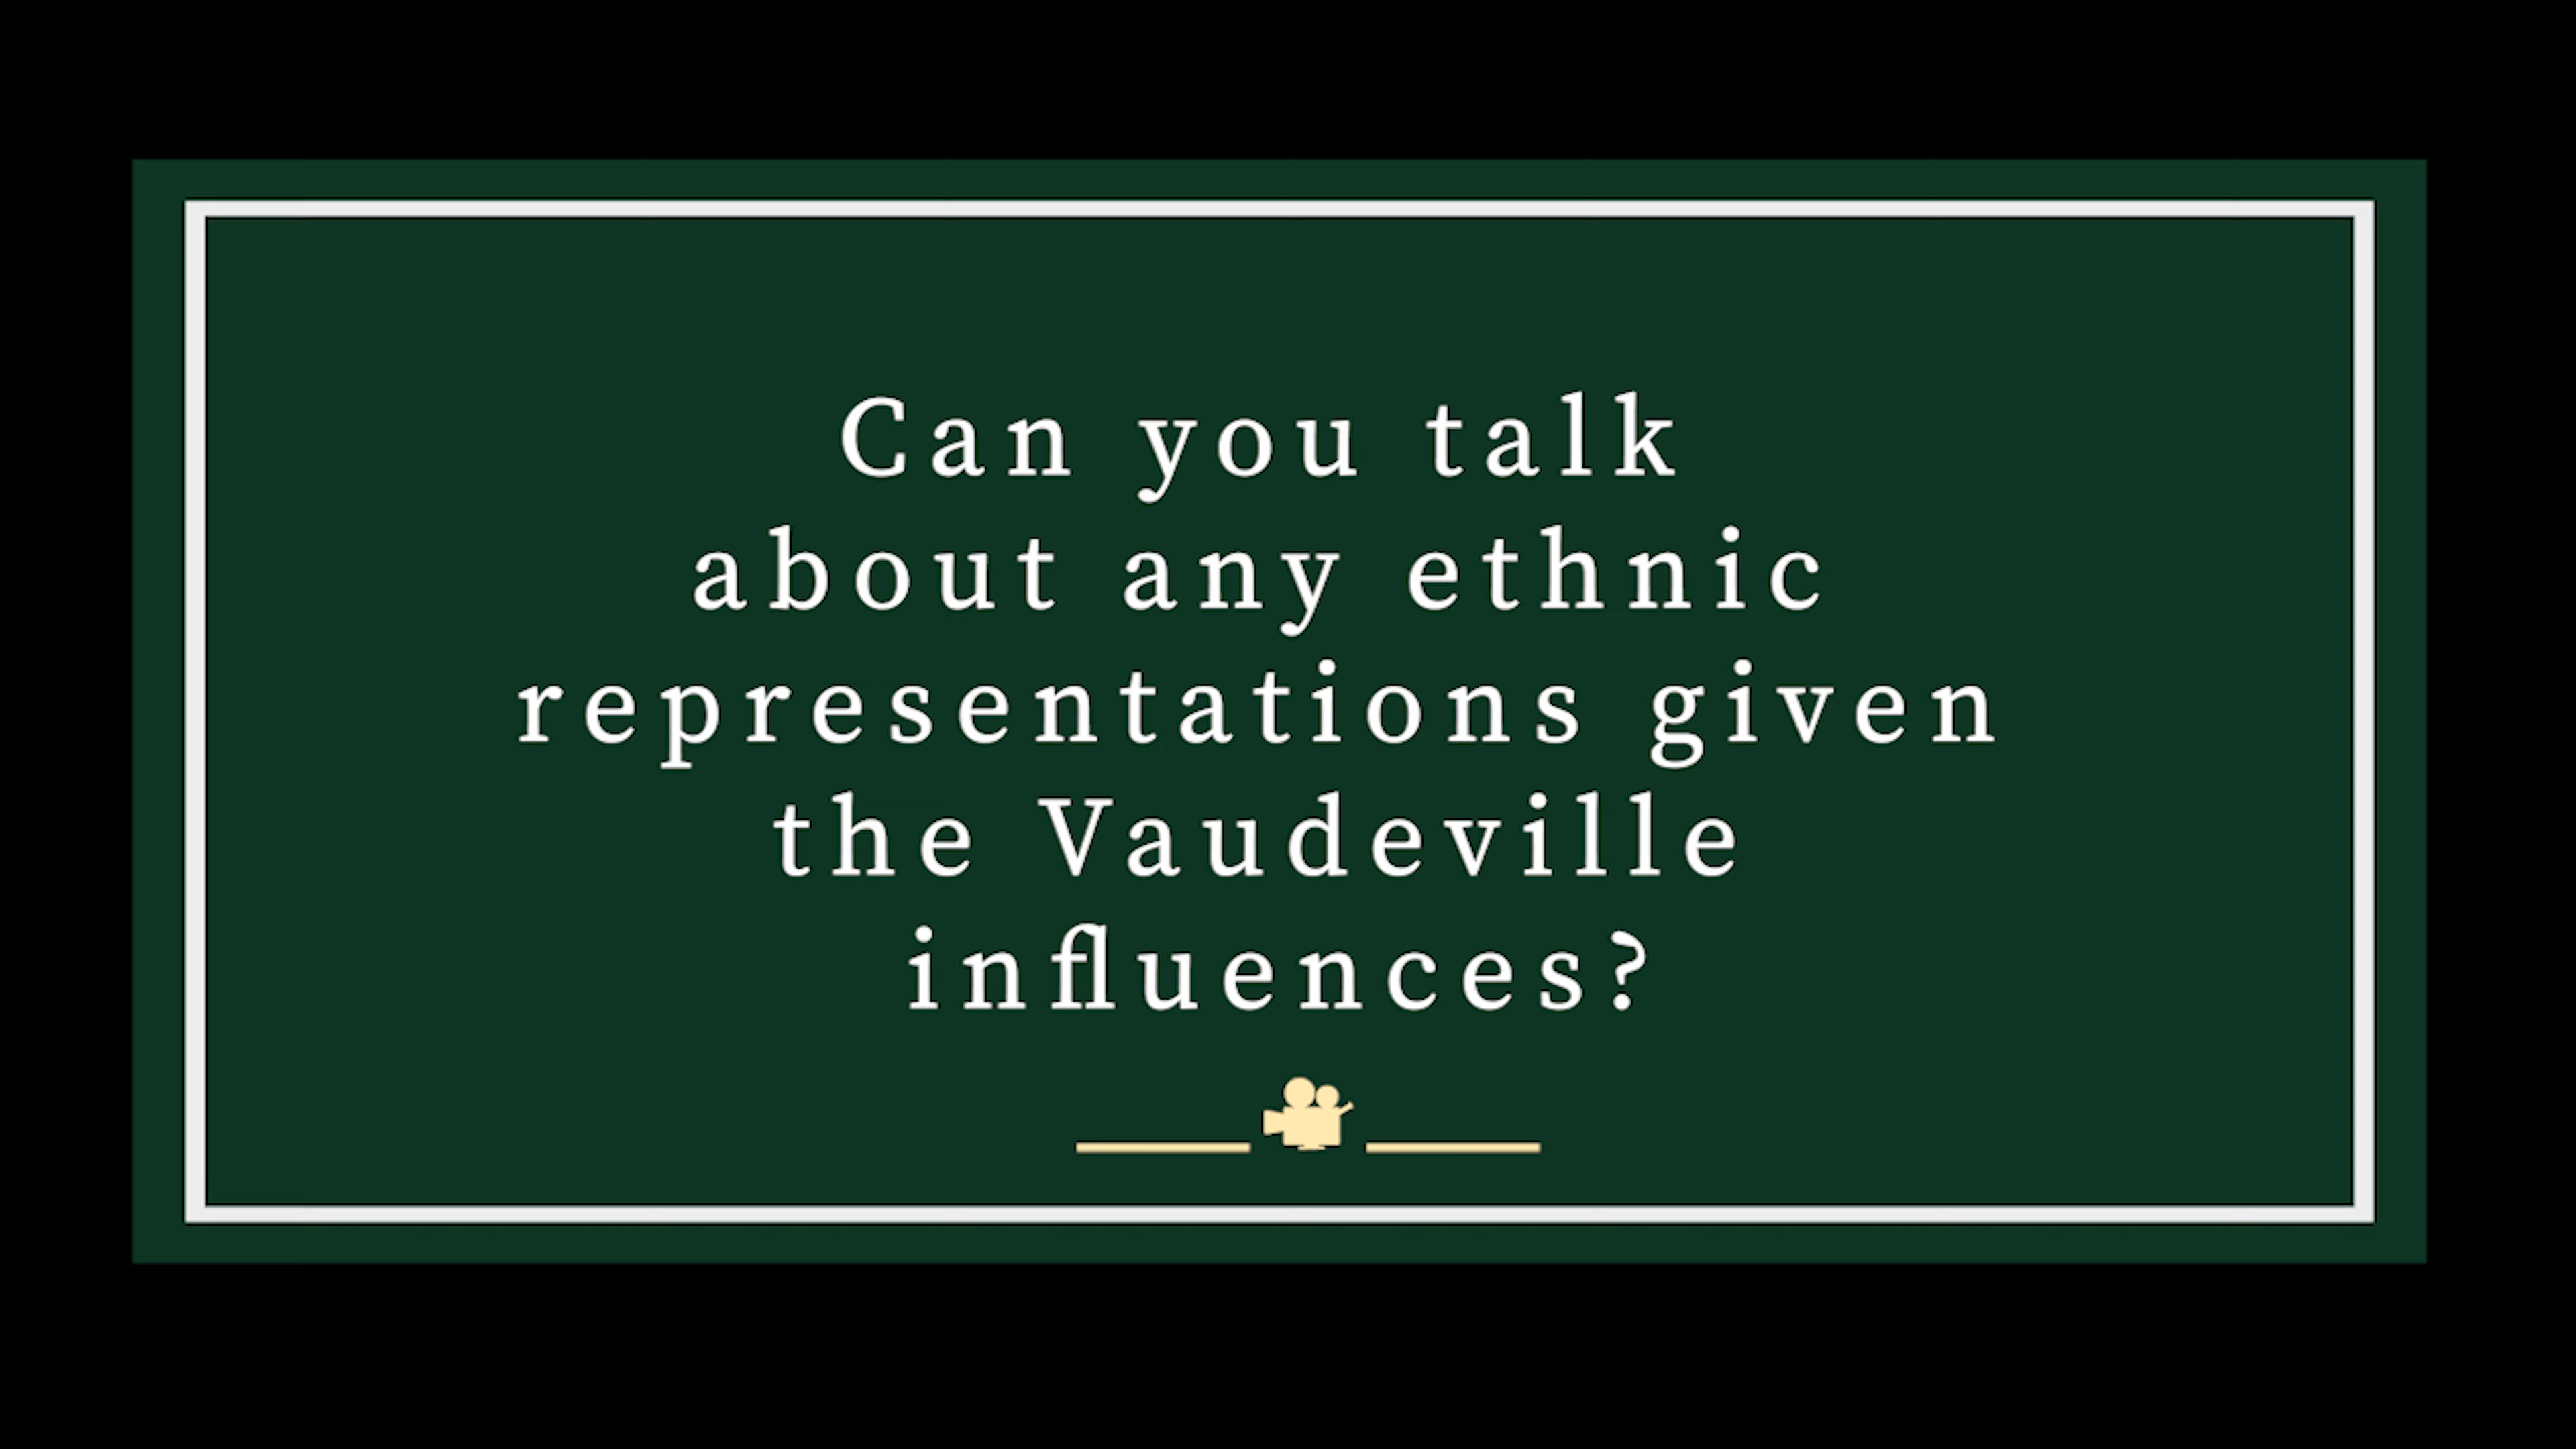 Can you talk
about any ethnic
representations given
the Vaudeville
influences?